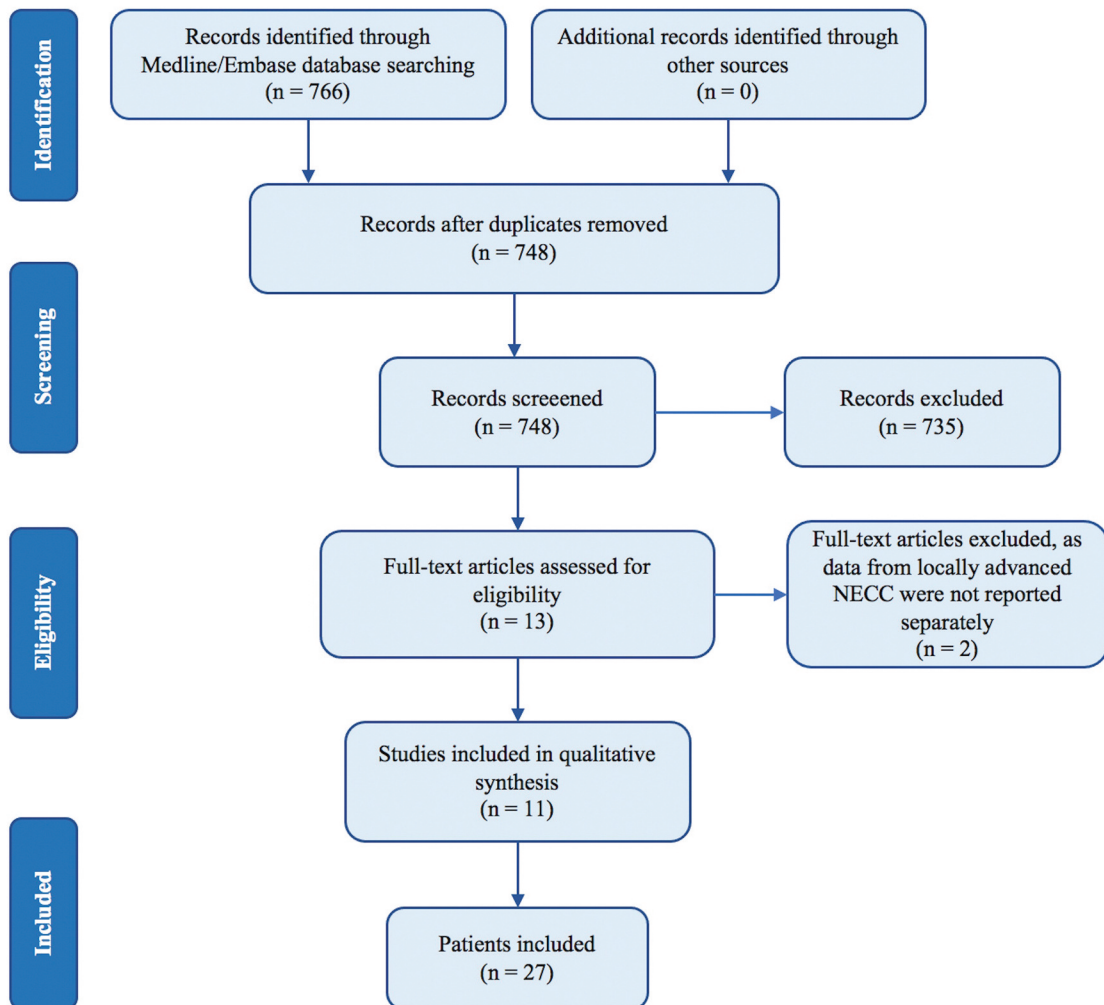 Identification
Records identified through
Medline/Embase database searching
(n = 766)
Additional records identified through
other sources
(n = 0)
Records after duplicates removed
(n = 748)
Screening
Records screeened
(n = 748)
Records excluded
(n = 735)
Eligibility
Full-text articles assessed for
eligibility
(n = 13)
Full-text articles excluded, as
data from locally advanced
NECC were not reported
separately
(n = 2)
Studies included in qualitative
synthesis
(n = 11)
Included
Patients included
(n = 27)